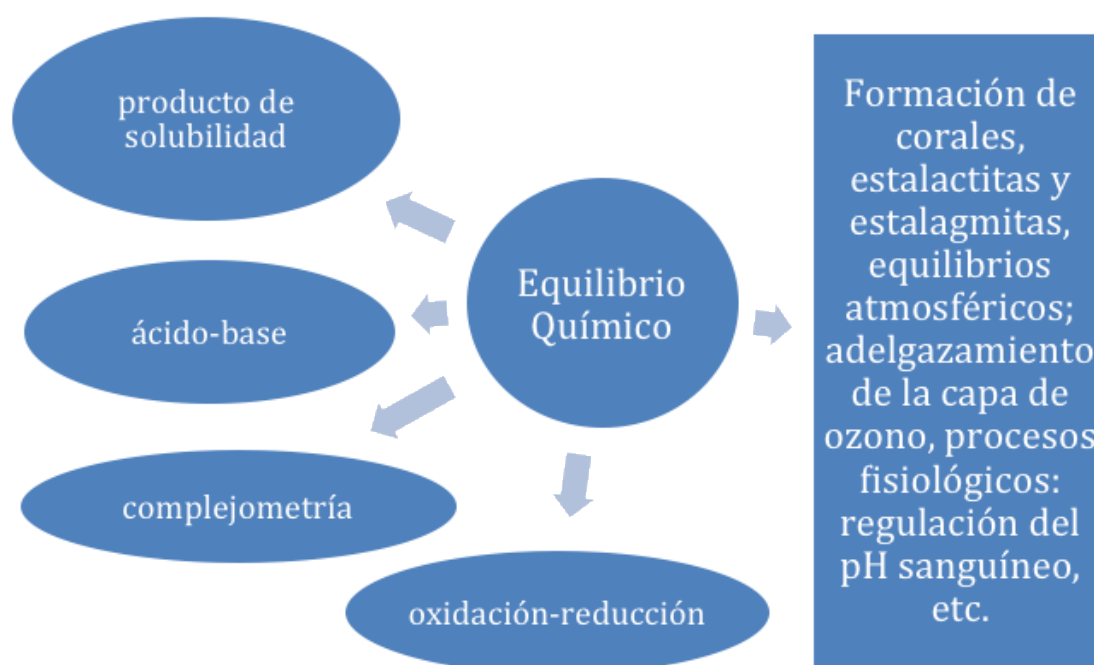 producto de
solubilidad
ácido-base
complejometría
oxidación-reducción
Equilibrio
Químico
Formación de
corales,
estalactitas y
estalagmitas,
equilibrios
atmosféricos;
adelgazamiento
de la capa de
ozono, procesos
fisiológicos:
regulación del
pH sanguíneo,
etc.